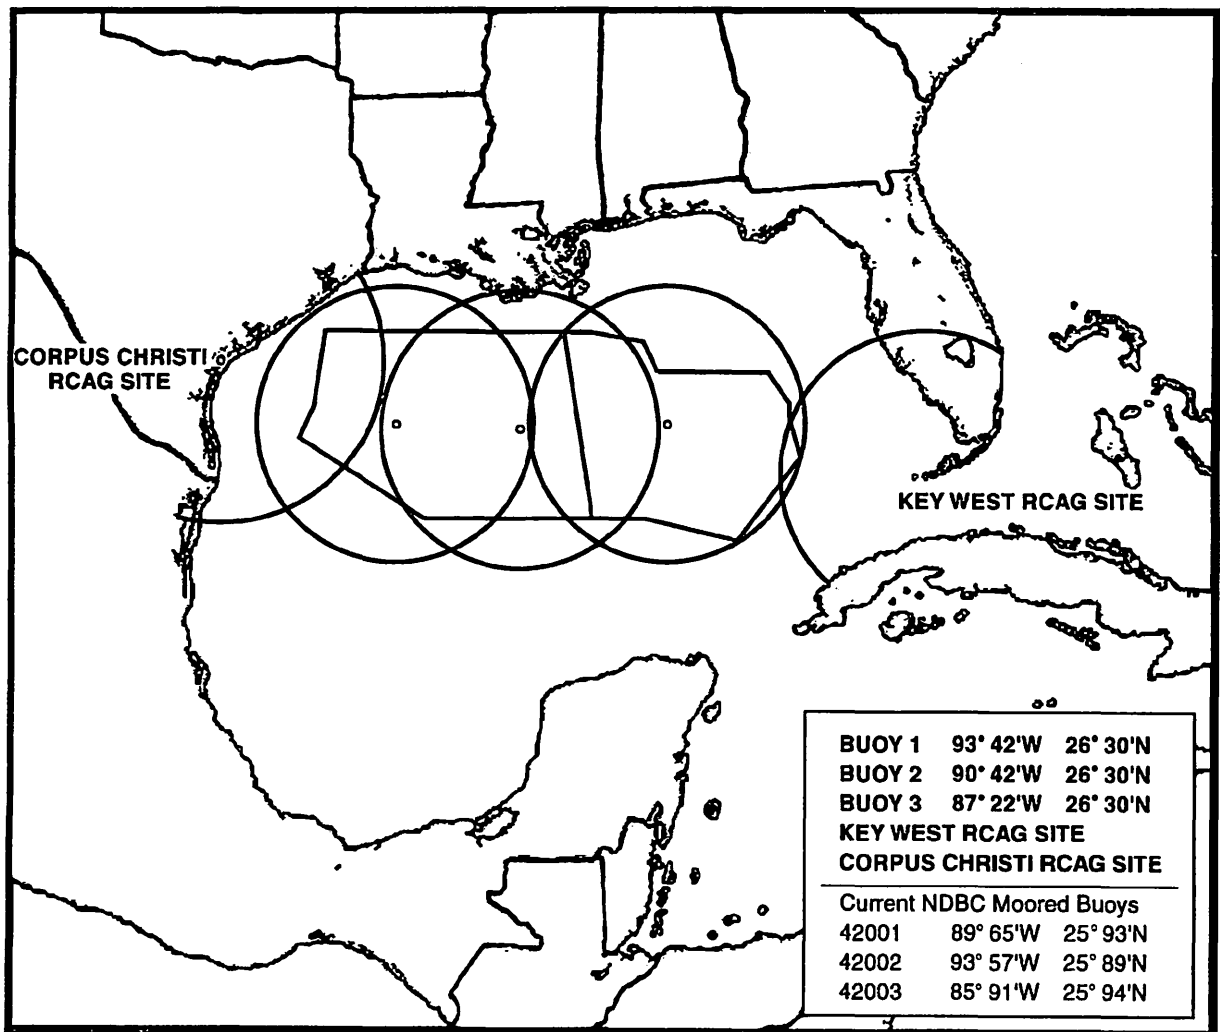 CORPUS CHRISTI
RCAG SITE
KEY WEST RCAG SITE
BUOY 1 93° 42'W 26° 30'N
BUOY 2 90° 42'W 26° 30'N
BUOY 3 87° 22'W 26° 30'N
KEY WEST RCAG SITE
CORPUS CHRISTI RCAG SITE
Current NDBC Moored Buoys
42001 89° 65'W 25° 93'N
42002 93° 57'W 25° 89'N
42003 85° 91'W 25° 94'N